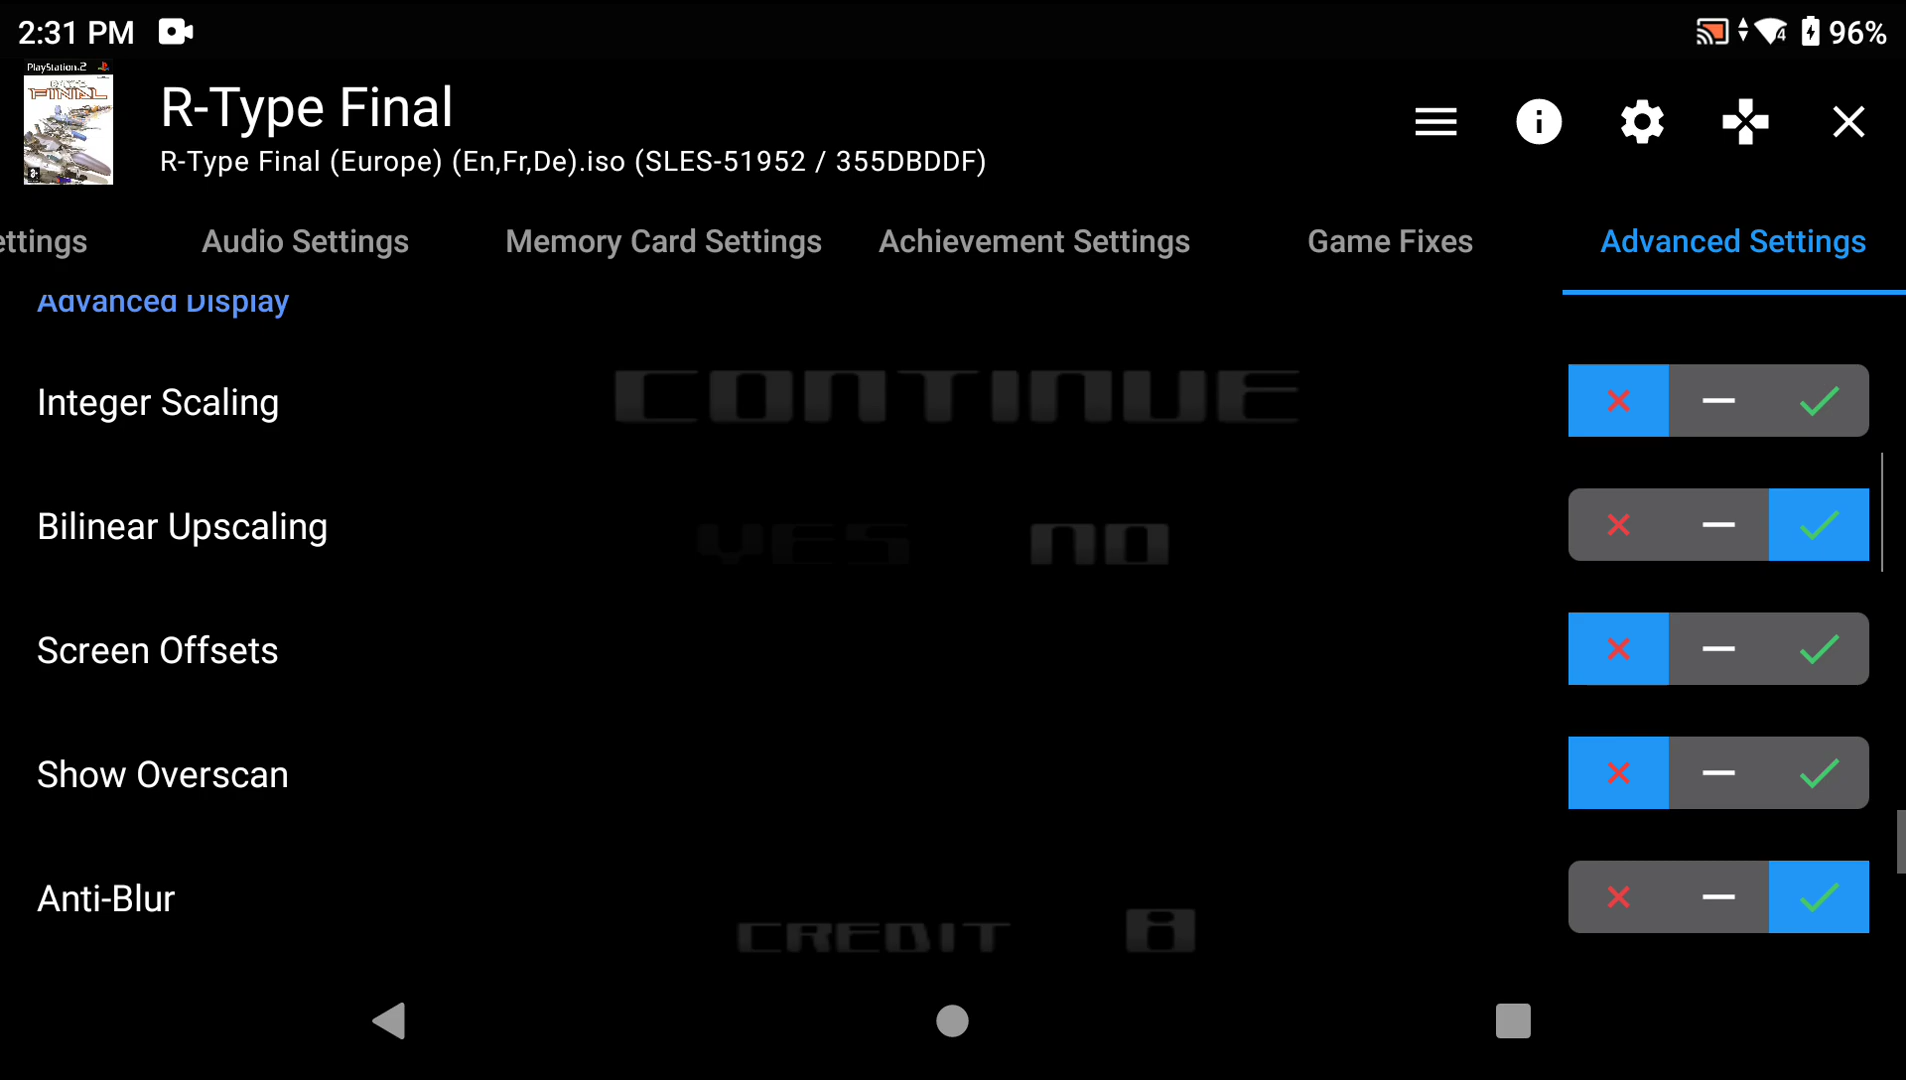 2:31 PM
4
96%
PlayStation.2
FINAL
R-Type Final
R-Type Final (Europe) (En,Fr,De).iso (SLES-51952 / 355DBDDF)
ettings
Audio Settings
Memory Card Settings
Achievement Settings
Game Fixes
Advanced Settings
Advanced Display
CONTINUE
Integer Scaling
Bilinear Upscaling
YES
NO
Screen Offsets
Show Overscan
Anti-Blur
CREDIT